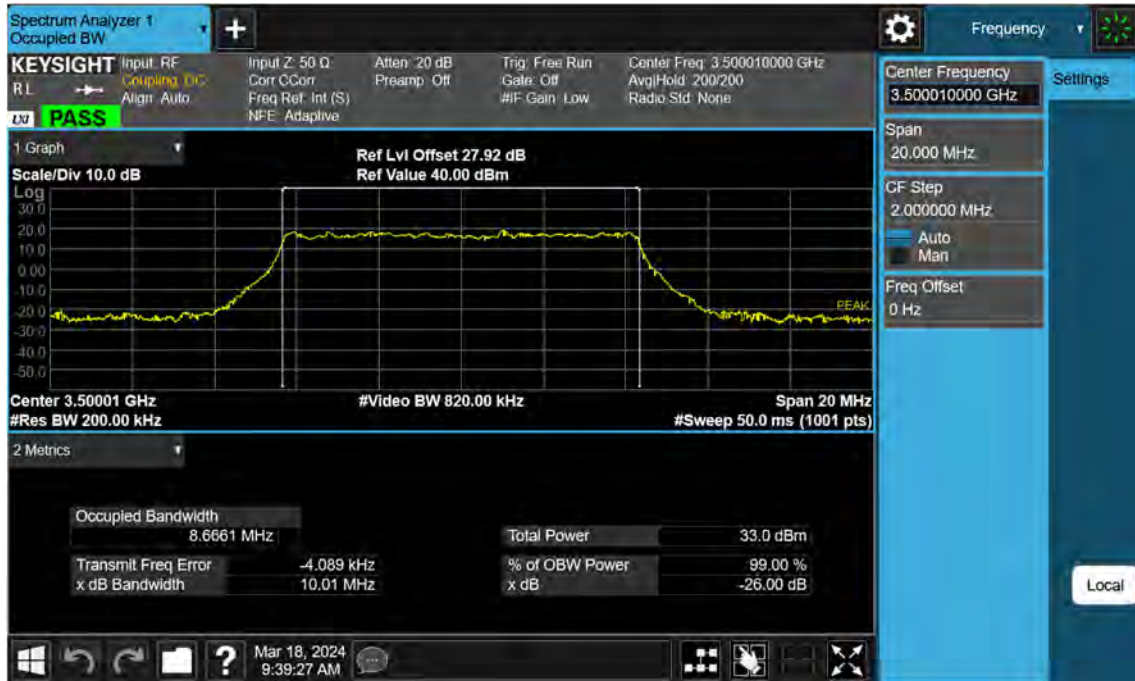 Spectrum Analyzer 1
Occupied BW
+
Frequency
KEYSIGHT Input: RF Input Z: 50 Ω Atten: 20 dB Trig: Free Run Center Freq: 3.500010000 GHz
RL Coupling: DC Corr CCorr Preamp: Off Gate: Off Avg|Hold: 200/200
Align: Auto Freq Ref: Int (S) #IF Gain: Low Radio Std: None
LXI PASS NFE: Adaptive
Center Frequency
3.500010000 GHz
Settings
Span
20.000 MHz
CF Step
2.000000 MHz
Auto
Man
Freq Offset
0 Hz
1 Graph
Ref Lvl Offset 27.92 dB
Scale/Div 10.0 dB Ref Value 40.00 dBm
Log
30.0
20.0
10.0
0.00
-10.0
-20.0
-30.0
-40.0
-50.0
PEAK
Center 3.50001 GHz #Video BW 820.00 kHz Span 20 MHz
#Res BW 200.00 kHz #Sweep 50.0 ms (1001 pts)
2 Metrics
Occupied Bandwidth
8.6661 MHz Total Power 33.0 dBm
Transmit Freq Error -4.089 kHz % of OBW Power 99.00 %
x dB Bandwidth 10.01 MHz x dB -26.00 dB
Local
?
Mar 18, 2024
9:39:27 AM